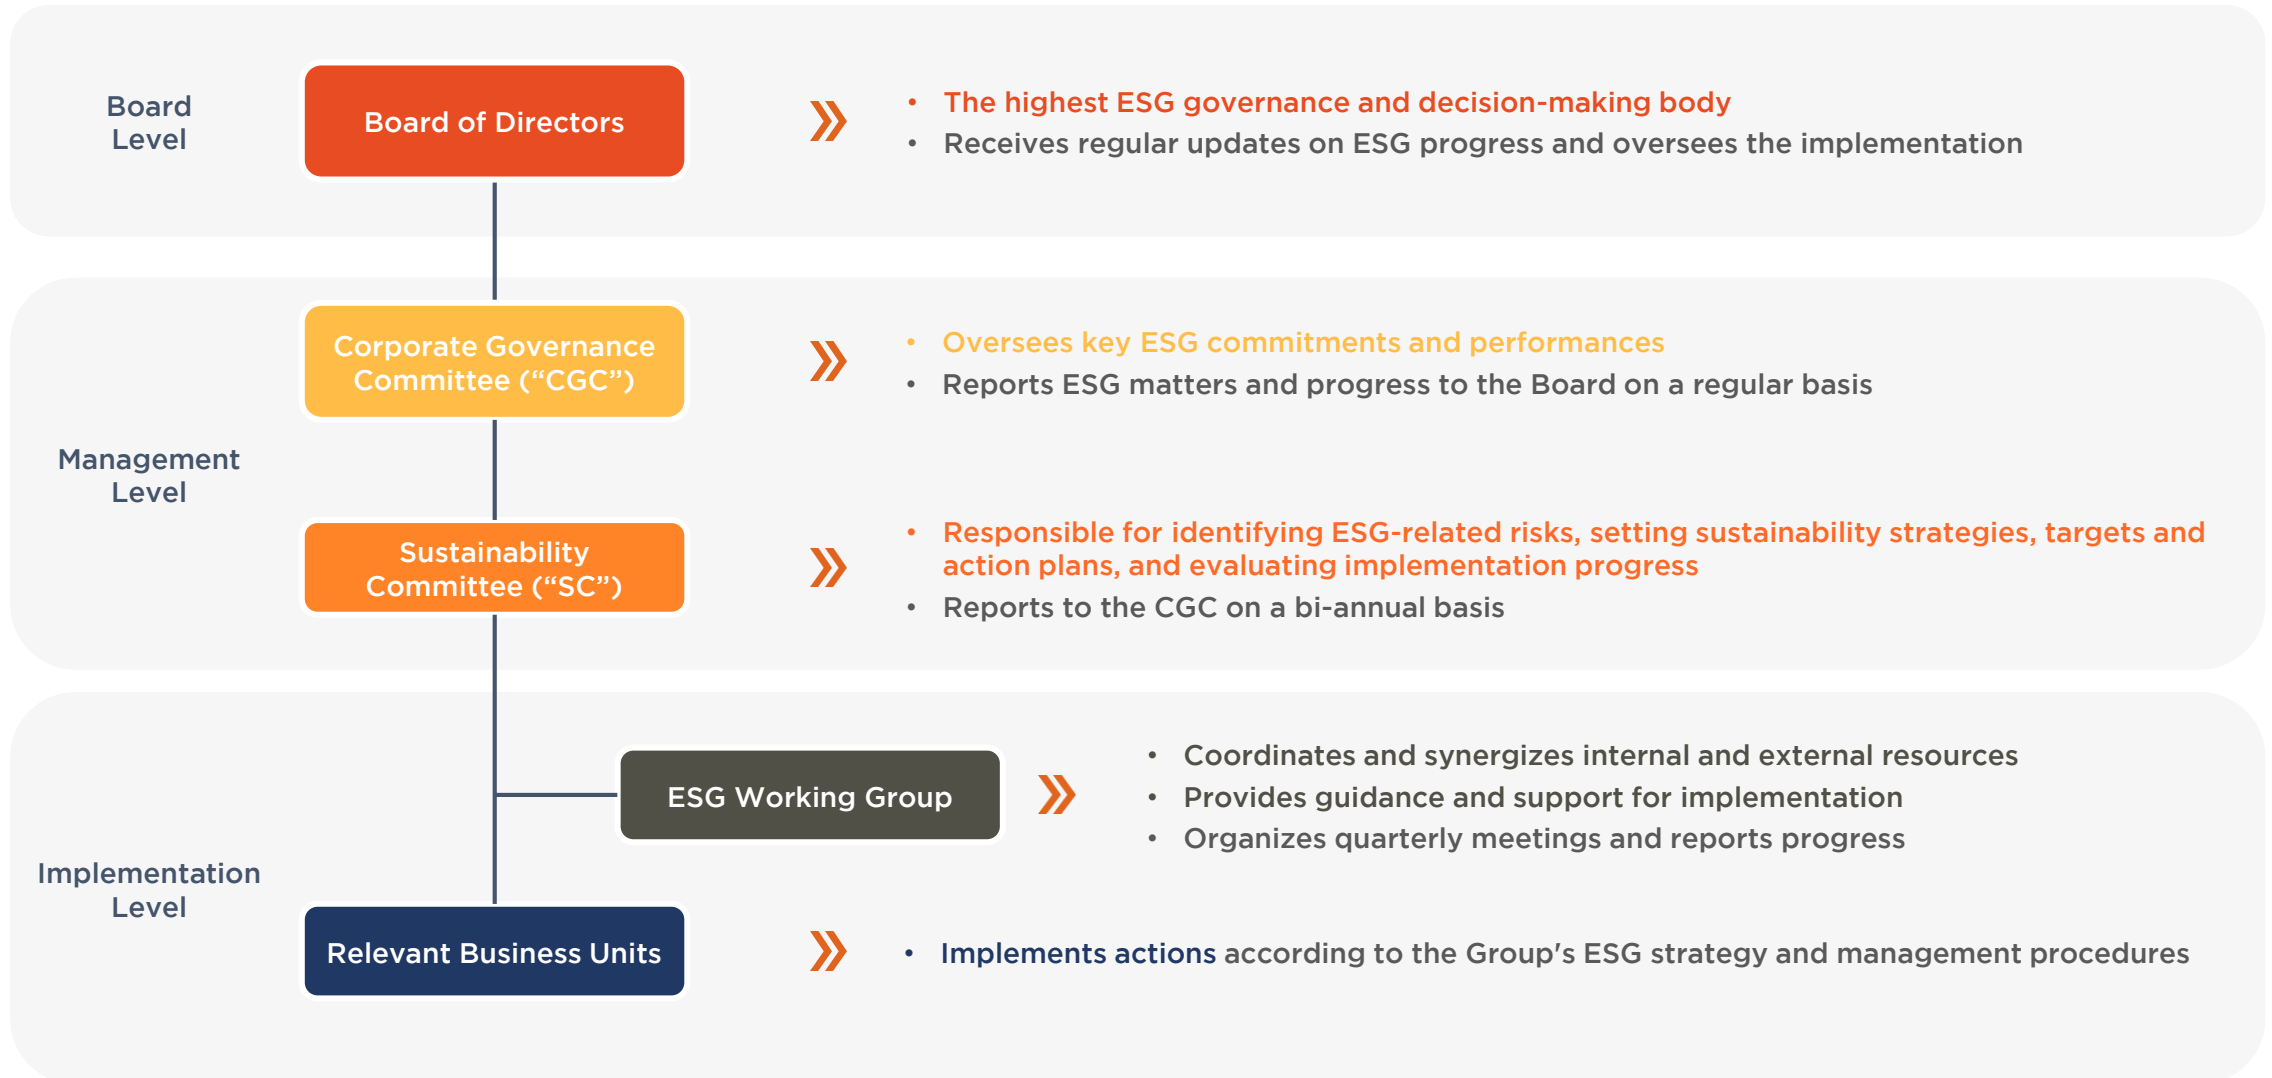 Board
Level
Board of Directors
• The highest ESG governance and decision-making body
• Receives regular updates on ESG progress and oversees the implementation
Management
Level
Corporate Governance
Committee (“CGC”)
• Oversees key ESG commitments and performances
• Reports ESG matters and progress to the Board on a regular basis
Sustainability
Committee (“SC”)
• Responsible for identifying ESG-related risks, setting sustainability strategies, targets and
action plans, and evaluating implementation progress
• Reports to the CGC on a bi-annual basis
Implementation
Level
ESG Working Group
• Coordinates and synergizes internal and external resources
• Provides guidance and support for implementation
• Organizes quarterly meetings and reports progress
Relevant Business Units
• Implements actions according to the Group's ESG strategy and management procedures